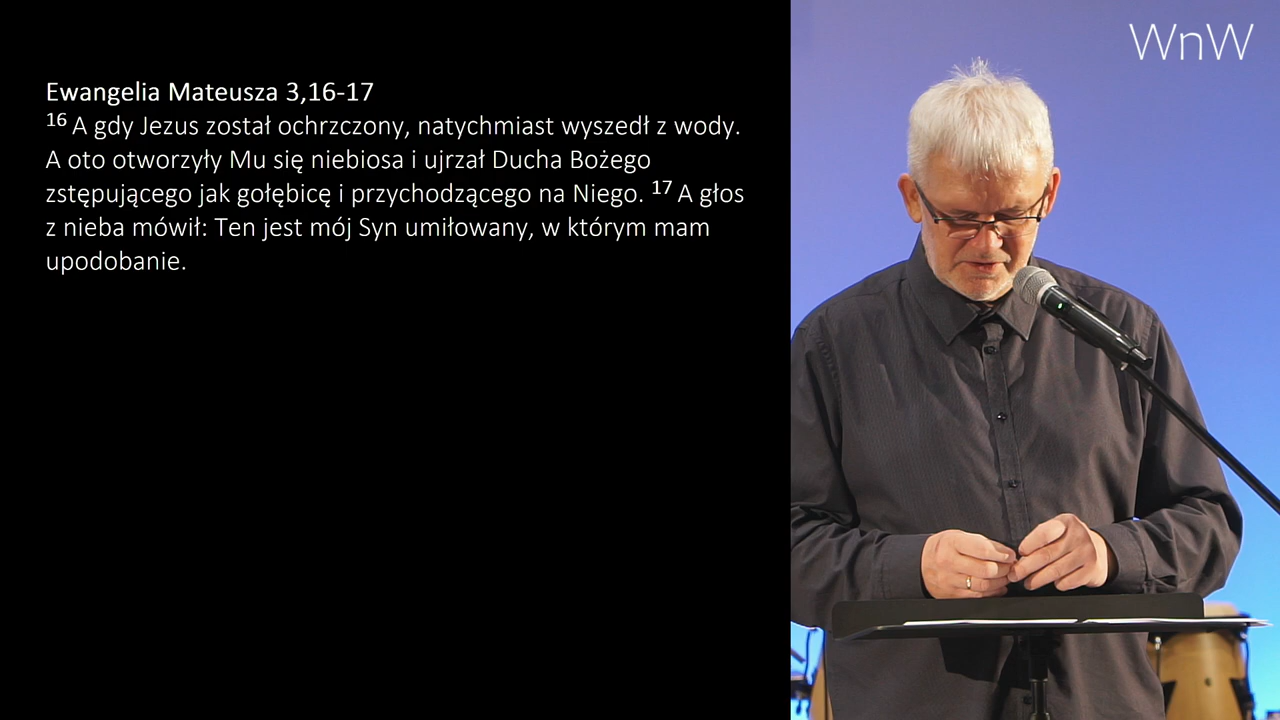 Ewangelia Mateusza 3,16-17
16 A gdy Jezus został ochrzczony, natychmiast wyszedł z wody.
A oto otworzyły Mu się niebiosa i ujrzał Ducha Bożego
zstępującego jak gołębicę i przychodzącego na Niego. 17 A głos
z nieba mówił: Ten jest mój Syn umiłowany, w którym mam
upodobanie.
WnW